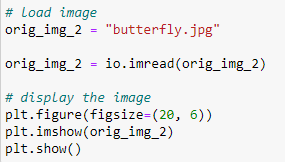 # load image
orig_img_2 = "butterfly.jpg"
orig_img_2 = io.imread(orig_img_2)
# display the image
plt.figure(figsize=(20, 6))
plt.imshow(orig_img_2)
plt.show()